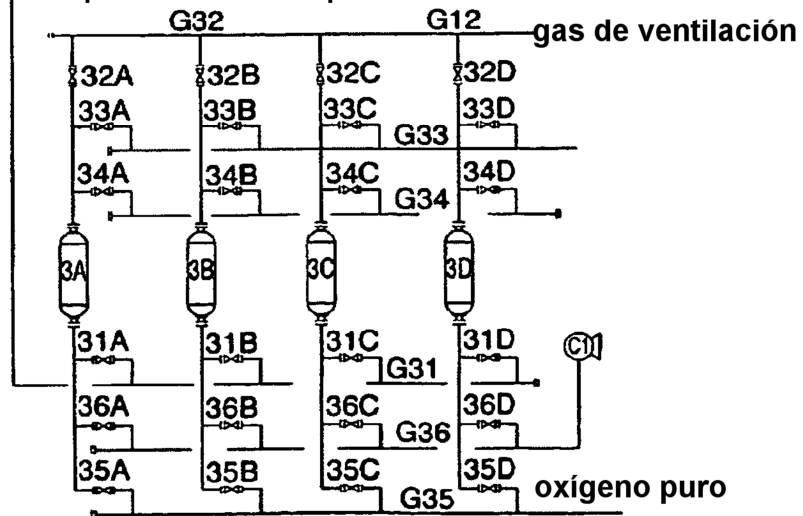 G32 G12 gas de ventilación
32A 32B 32C 32D
33A 33B 33C 33D
G33
34A 34B 34C 34D
G34
3A 3B 3C 3D
31A 31B 31C 31D C1
G31
36A 36B 36C 36D
G36
35A 35B 35C 35D oxígeno puro
G35